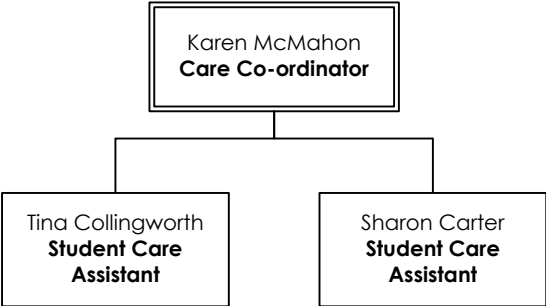 Karen McMahon
Care Co-ordinator
Tina Collingworth
Student Care
Assistant
Sharon Carter
Student Care
Assistant